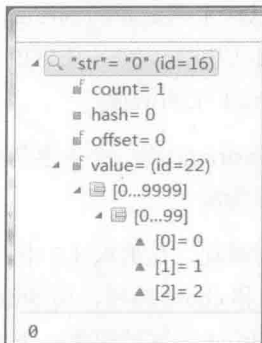 "str"= "0" (id=16)
F count= 1
hash= 0
F offset= 0
F value= (id=22)
[0...9999]
[0...99]
[0]= 0
[1]= 1
[2]= 2
0